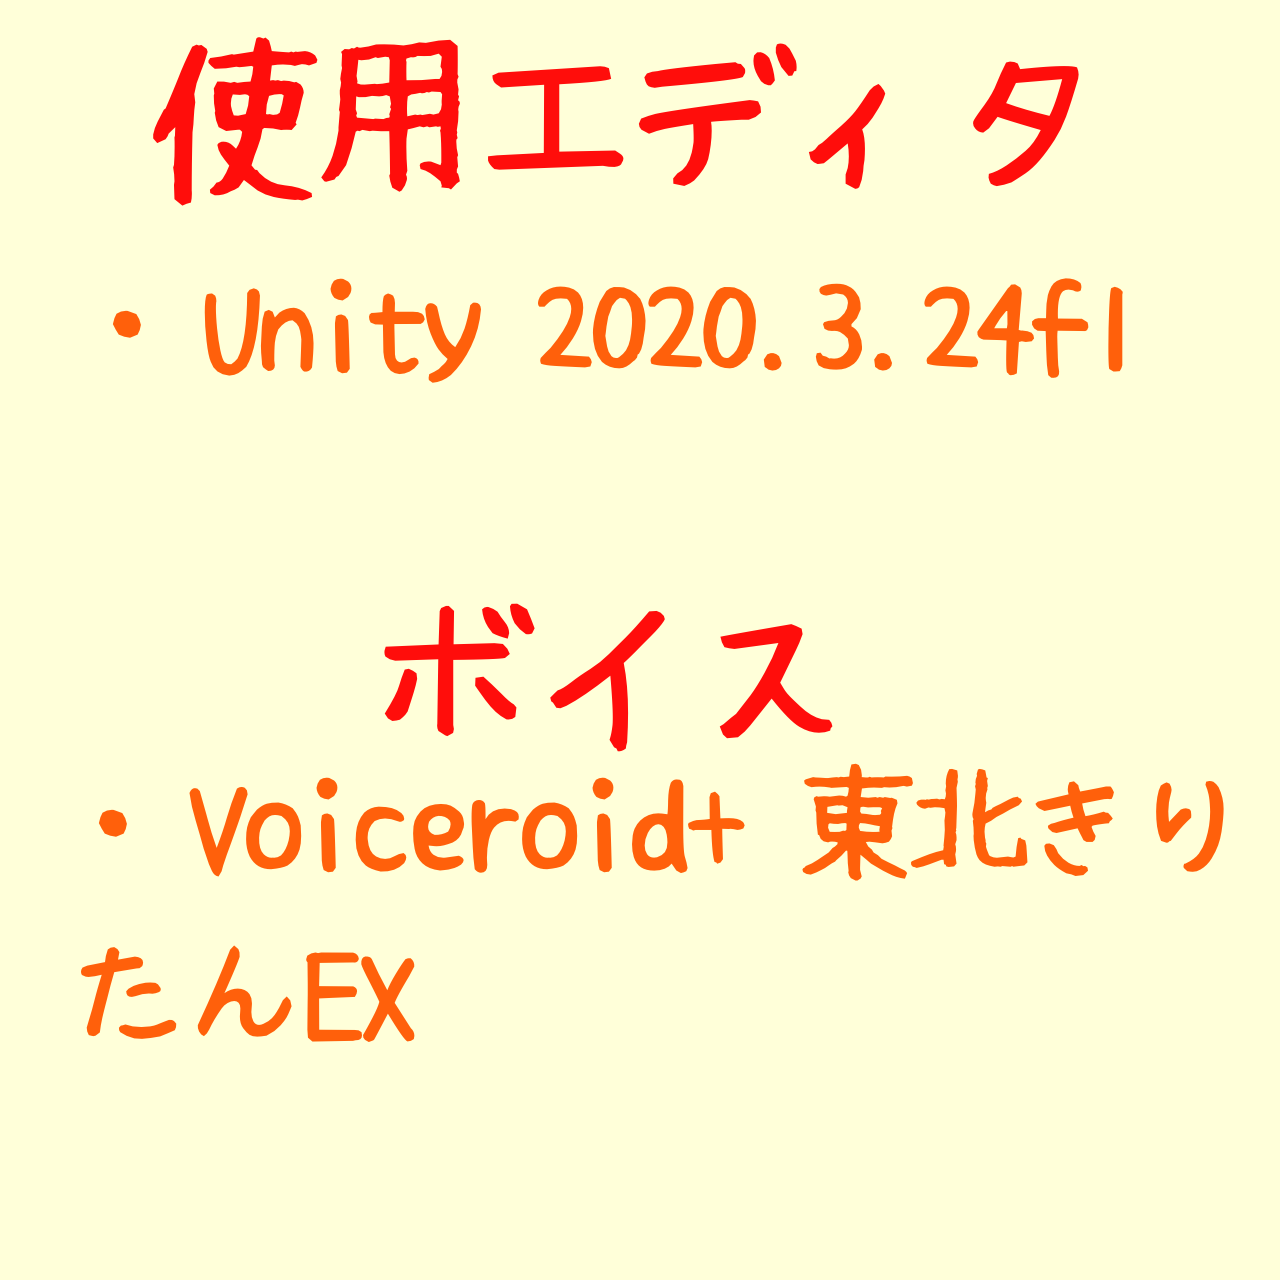 使用エディタ
・Unity 2020.3.24f1
ボイス
・Voiceroid+ 東北きり
たんEX